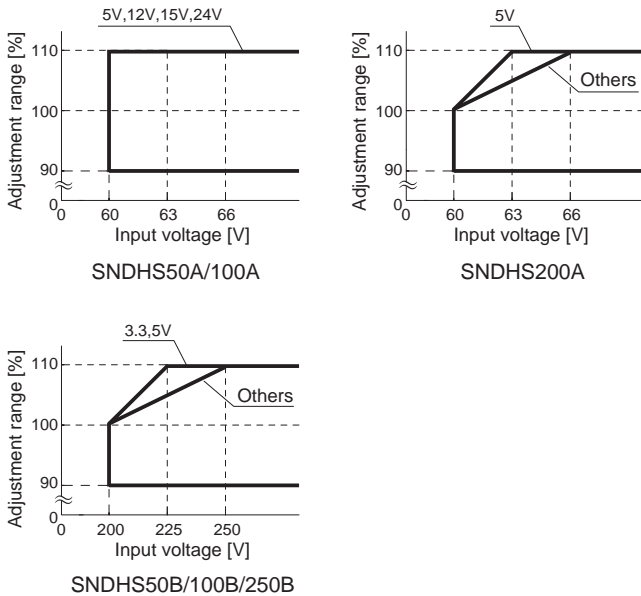 5V,12V,15V,24V
Adjustment range [%]
110
100
90
0
0 60 63 66
Input voltage [V]
SNDHS50A/100A
5V
Others
Adjustment range [%]
110
100
90
0
0 60 63 66
Input voltage [V]
SNDHS200A
3.3,5V
Others
Adjustment range [%]
110
100
90
0
0 200 225 250
Input voltage [V]
SNDHS50B/100B/250B